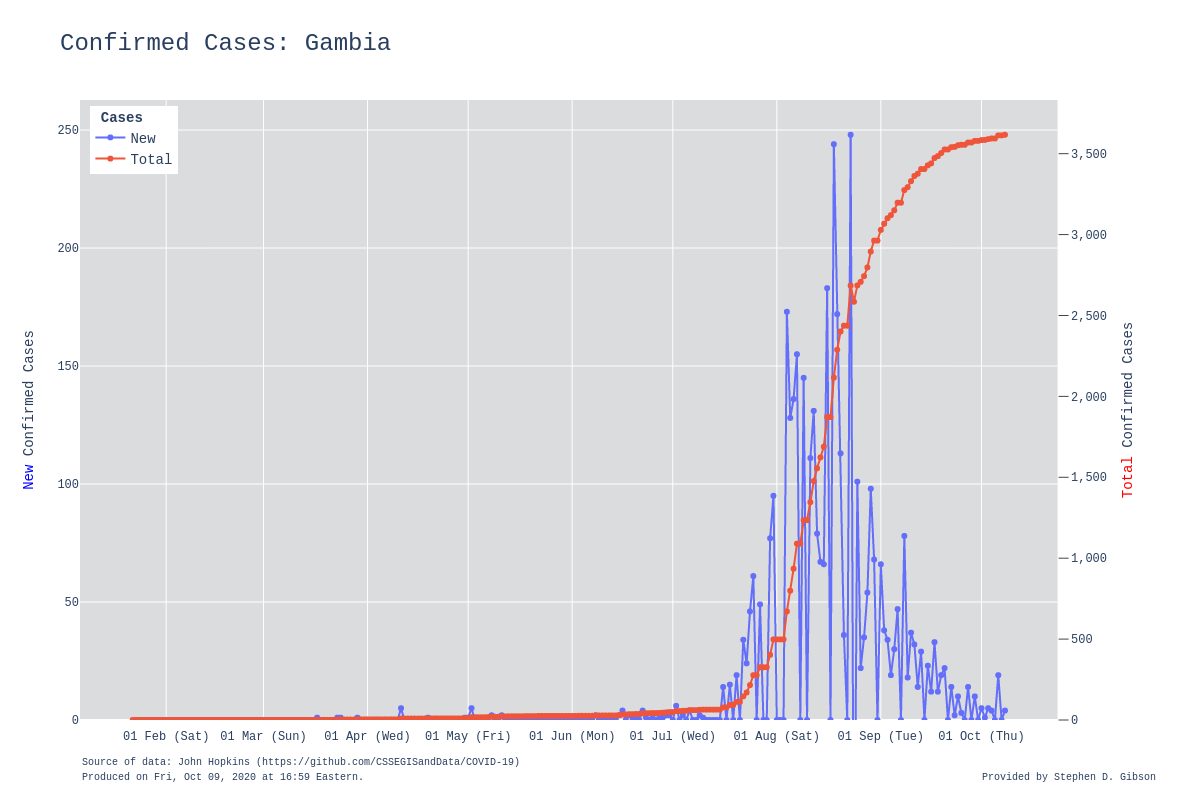 Confirmed Cases: Gambia
Cases
New
Total
250
200
150
100
50
0
3,500
3,000
2,500
2,000
1,500
1,000
500
0
New Confirmed Cases
Total Confirmed Cases
01 Feb (Sat) 01 Mar (Sun) 01 Apr (Wed) 01 May (Fri) 01 Jun (Mon) 01 Jul (Wed) 01 Aug (Sat) 01 Sep (Tue) 01 Oct (Thu)
Source of data: John Hopkins (https://github.com/CSSEGISandData/COVID-19)
Produced on Fri, Oct 09, 2020 at 16:59 Eastern.
Provided by Stephen D. Gibson